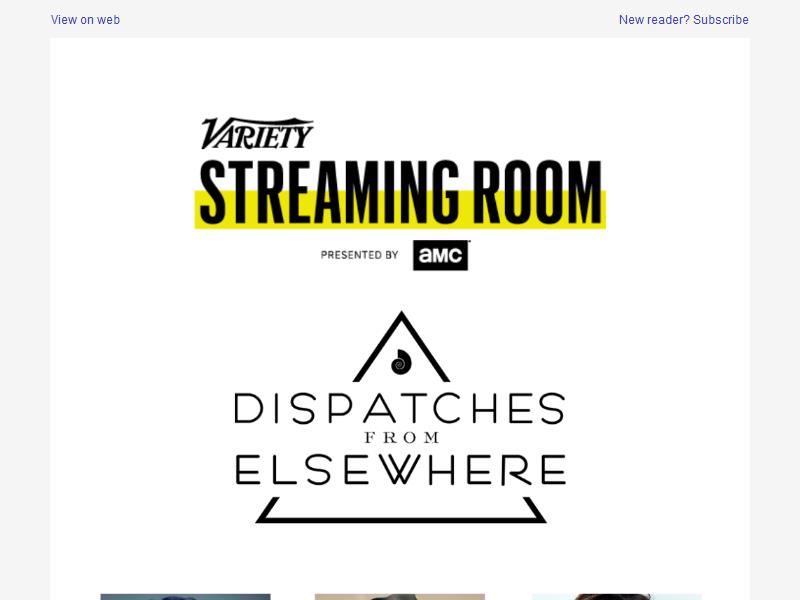 View on web
New reader? Subscribe
VARIETY
STREAMING ROOM
PRESENTED BY aMC
DISPATCHES
FROM
ELSEWHERE